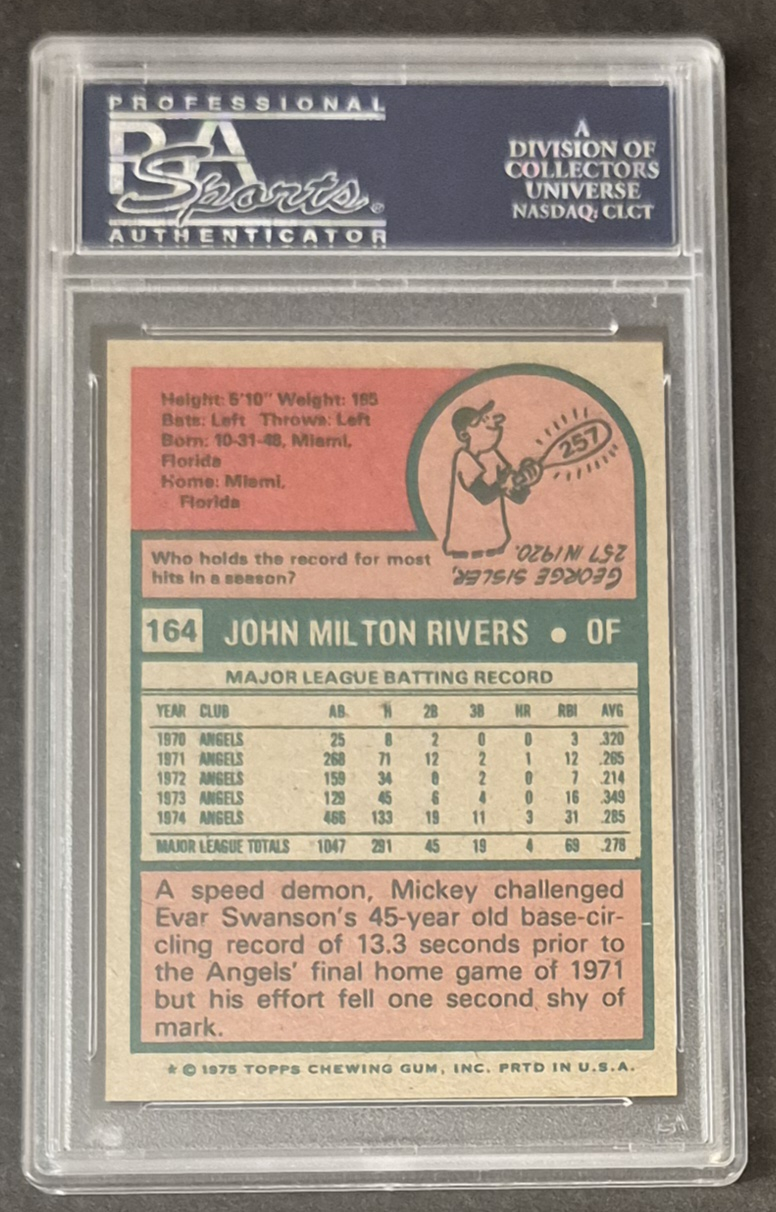 PROFESSIONAL
PSA
Sports®
AUTHENTICATOR
A
DIVISION OF
COLLECTORS
UNIVERSE
NASDAQ: CLCT
Height: 5'10" Weight: 165
Bats: Left Throws: Left
Born: 10-31-48, Miami,
Florida
Home: Miami,
Florida
257
GEORGE SISLER,
257 IN 1920.
Who holds the record for most
hits in a season?
164 JOHN MILTON RIVERS • OF
MAJOR LEAGUE BATTING RECORD
YEAR CLUB AB H 2B 3B HR RBI AVG
1970 ANGELS 25 8 2 0 0 3 .320
1971 ANGELS 268 71 12 2 1 12 .265
1972 ANGELS 159 34 6 2 0 7 .214
1973 ANGELS 129 45 6 4 0 16 .349
1974 ANGELS 466 133 19 11 3 31 .285
MAJOR LEAGUE TOTALS 1047 291 45 19 4 69 .278
A speed demon, Mickey challenged
Evar Swanson's 45-year old base-cir-
cling record of 13.3 seconds prior to
the Angels' final home game of 1971
but his effort fell one second shy of
mark.
* © 1975 TOPPS CHEWING GUM, INC. PRTD IN U.S.A.